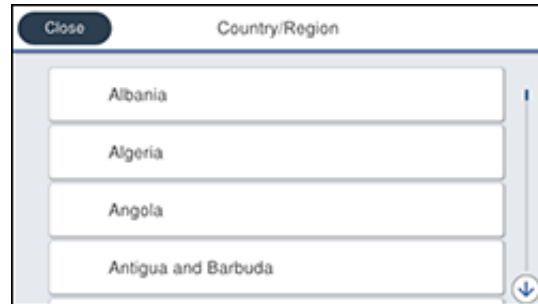 Close
Country/Region
Albania
Algeria
Angola
Antigua and Barbuda